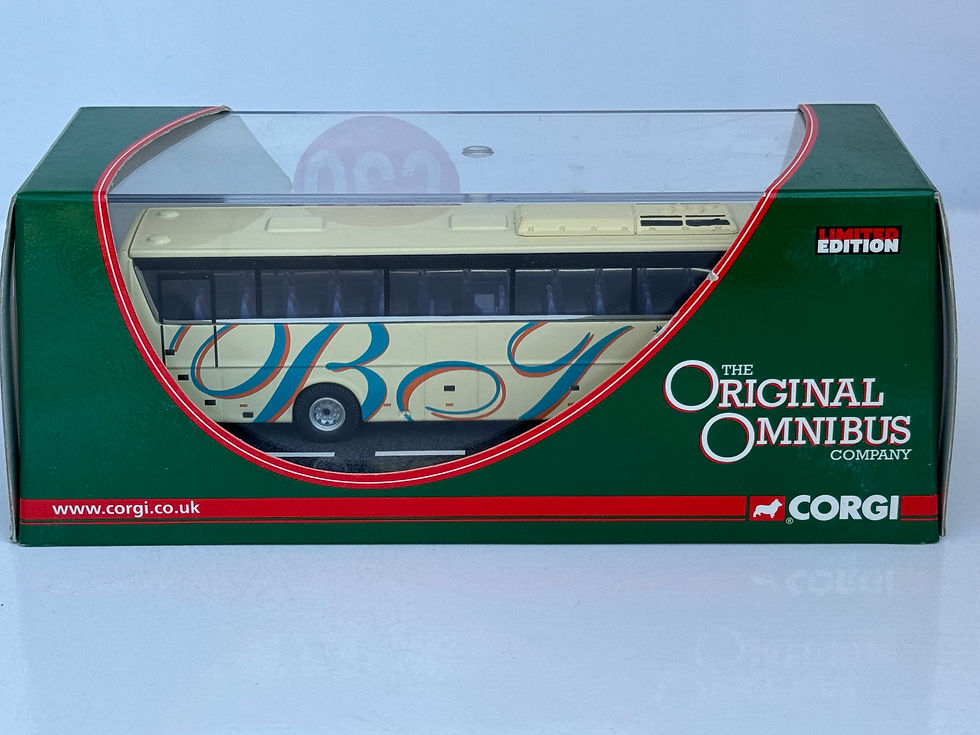 LIMITED
EDITION
B
THE
ORIGINAL
OMNIBUS
COMPANY
www.corgi.co.uk
® CORGI